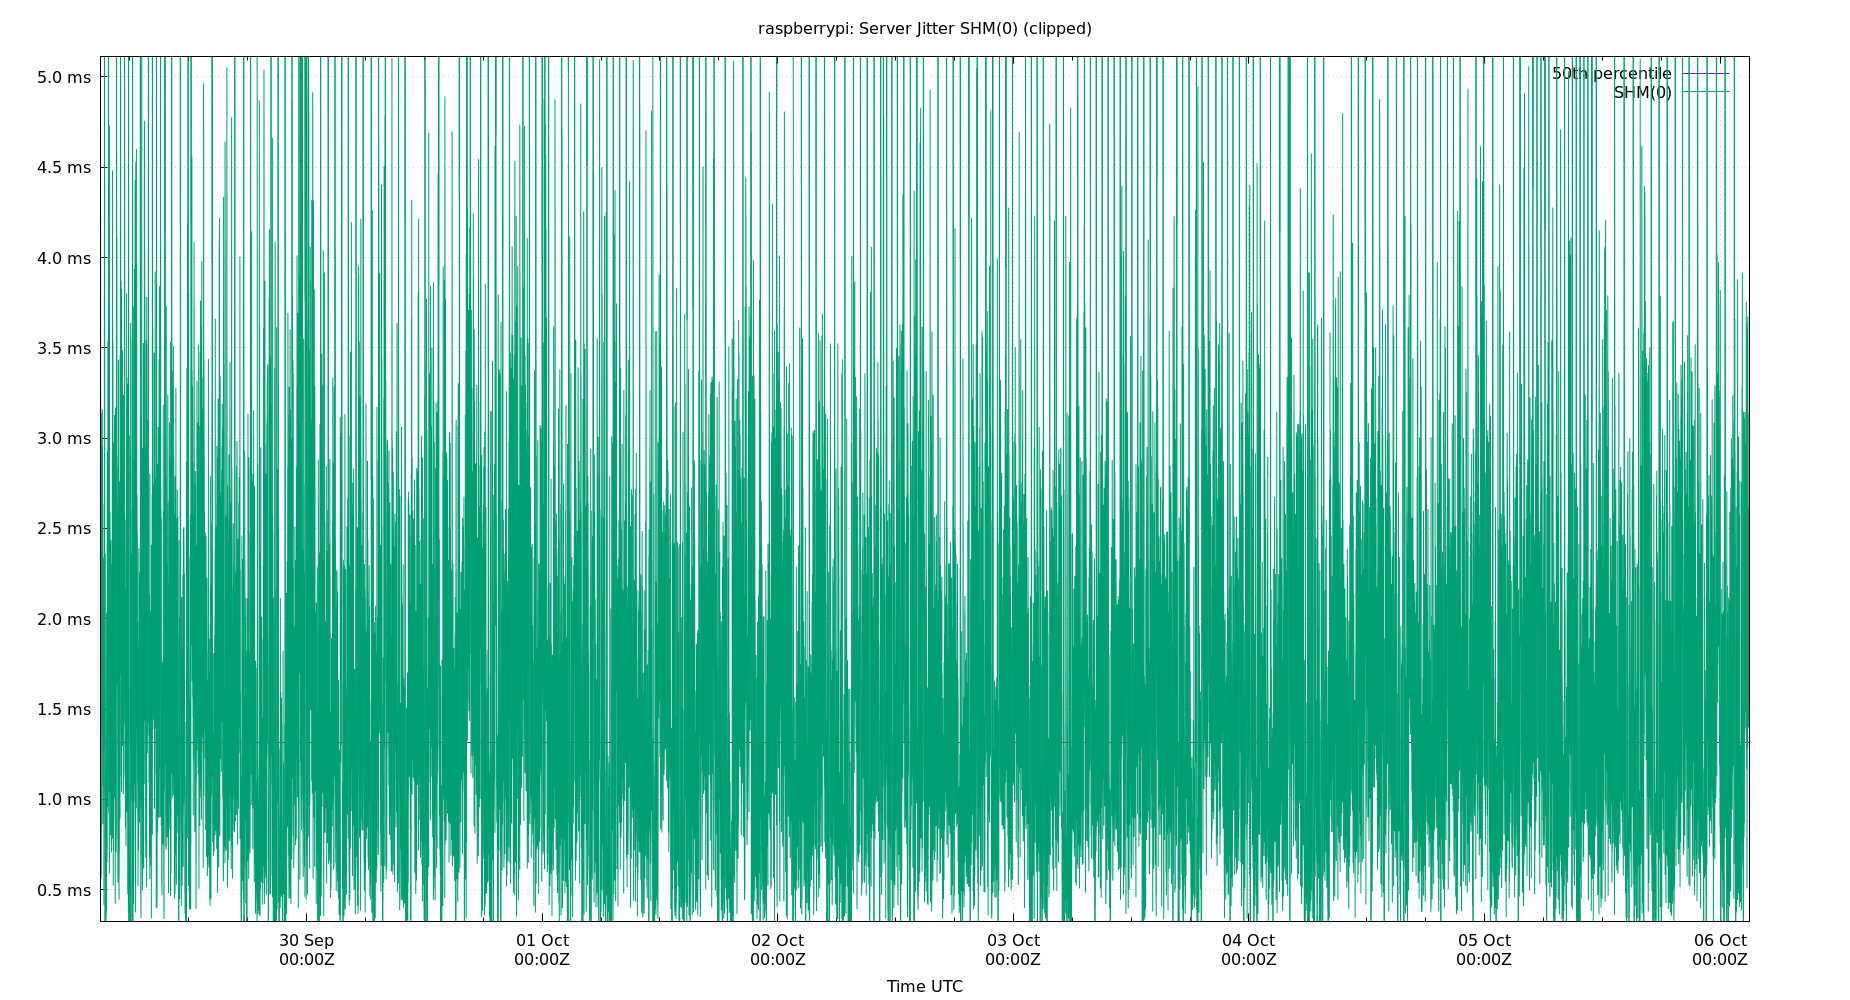 raspberrypi: Server Jitter SHM(0) (clipped)
50th percentile
SHM(0)
5.0 ms
4.5 ms
4.0 ms
3.5 ms
3.0 ms
2.5 ms
2.0 ms
1.5 ms
1.0 ms
0.5 ms
30 Sep 01 Oct 02 Oct 03 Oct 04 Oct 05 Oct 06 Oct
00:00Z 00:00Z 00:00Z 00:00Z 00:00Z 00:00Z 00:00Z
Time UTC